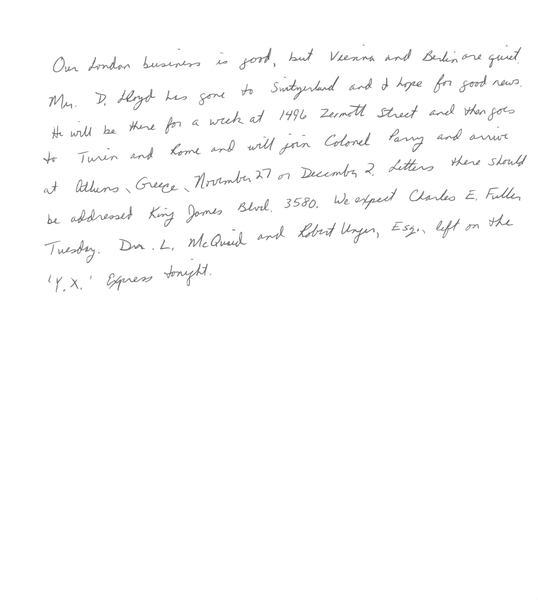 Our London business is good, but Vienna and Berlin are quiet.
Mr. D. Lloyd has gone to Switzerland and I hope for good news.
He will be there for a week at 1496 Zermott Street and then goes
to Turin and Rome and will join Colonel Parry and arrive
at Athens, Greece, November 27 or December 2. Letters there should
be addressed King James Blvd. 3580. We expect Charles E. Fuller
Tuesday. Dr. L. McQuaid and Robert Unger, Esq., left on the
'Y.X.' Express tonight.